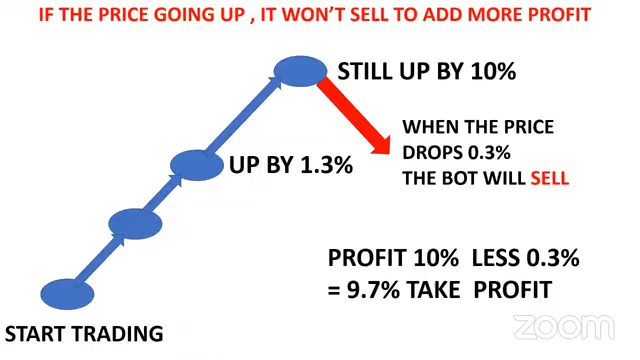 IF THE PRICE GOING UP , IT WON'T SELL TO ADD MORE PROFIT
STILL UP BY 10%
WHEN THE PRICE
DROPS 0.3%
THE BOT WILL SELL
UP BY 1.3%
PROFIT 10% LESS 0.3%
= 9.7% TAKE PROFIT
START TRADING
zoom